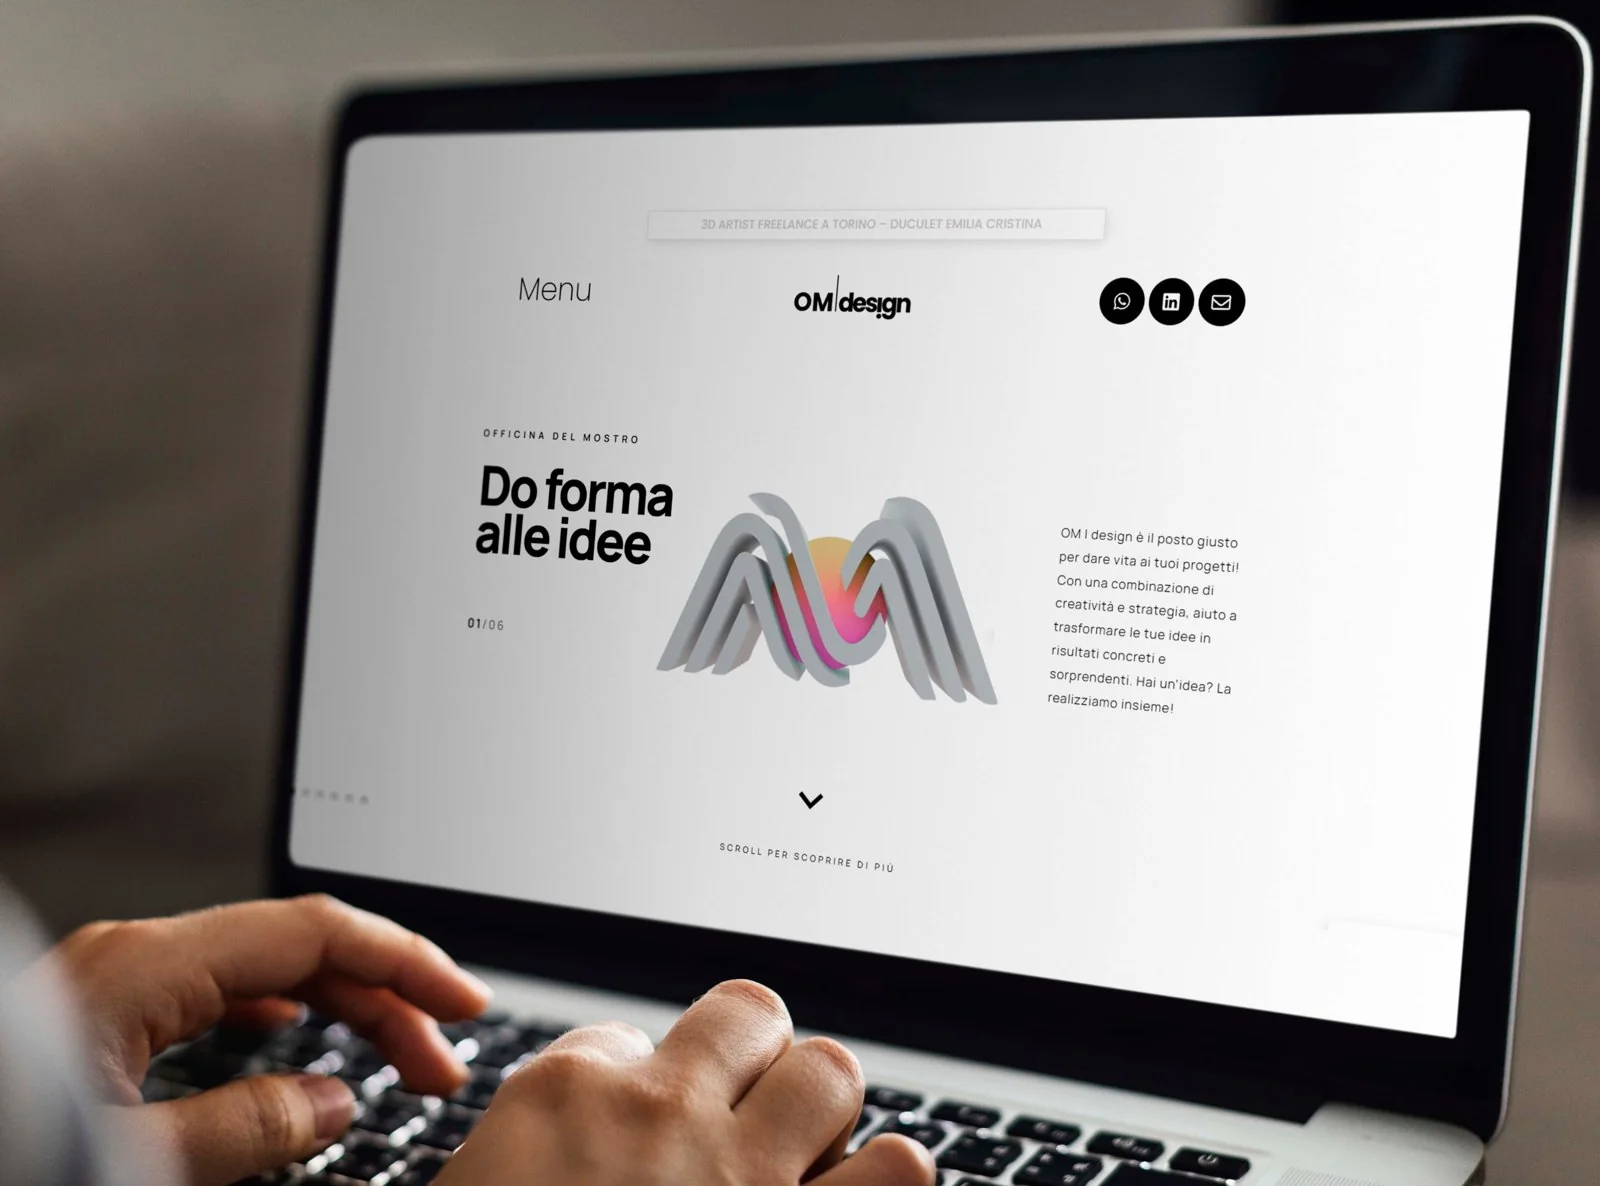 3D ARTIST FREELANCE A TORINO – DUCULET EMILIA CRISTINA
Menu
OM|design
OFFICINA DEL MOSTRO
Do forma
alle idee
01/06
OM | design è il posto giusto
per dare vita ai tuoi progetti!
Con una combinazione di
creatività e strategia, aiuto a
trasformare le tue idee in
risultati concreti e
sorprendenti. Hai un'idea? La
realizziamo insieme!
SCROLL PER SCOPRIRE DI PIÙ